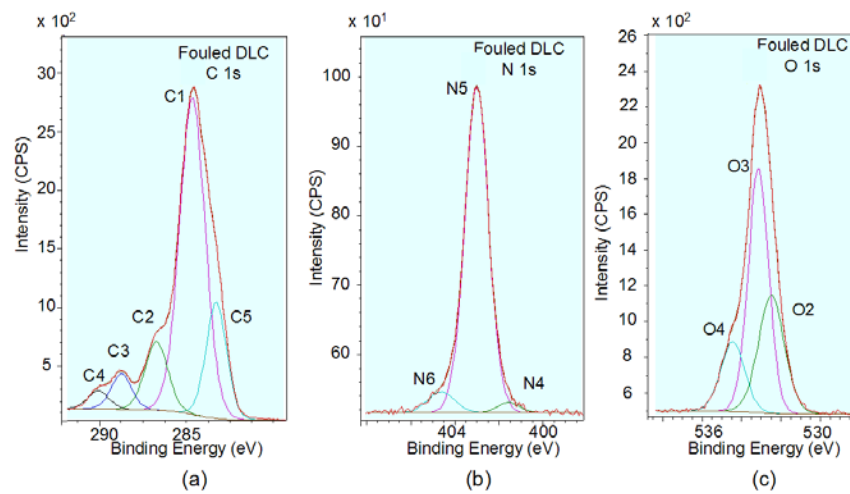 x 10²
Fouled DLC
C 1s
C1
C2
C3
C4
C5
30
25
20
15
10
5
290
285
Intensity (CPS)
Binding Energy (eV)
(a)
x 10¹
Fouled DLC
N 1s
N5
N6
N4
100
90
80
70
60
404
400
Intensity (CPS)
Binding Energy (eV)
(b)
x 10²
Fouled DLC
O 1s
O3
O4
O2
26
24
22
20
18
16
14
12
10
8
6
536
530
Intensity (CPS)
Binding Energy (eV)
(c)